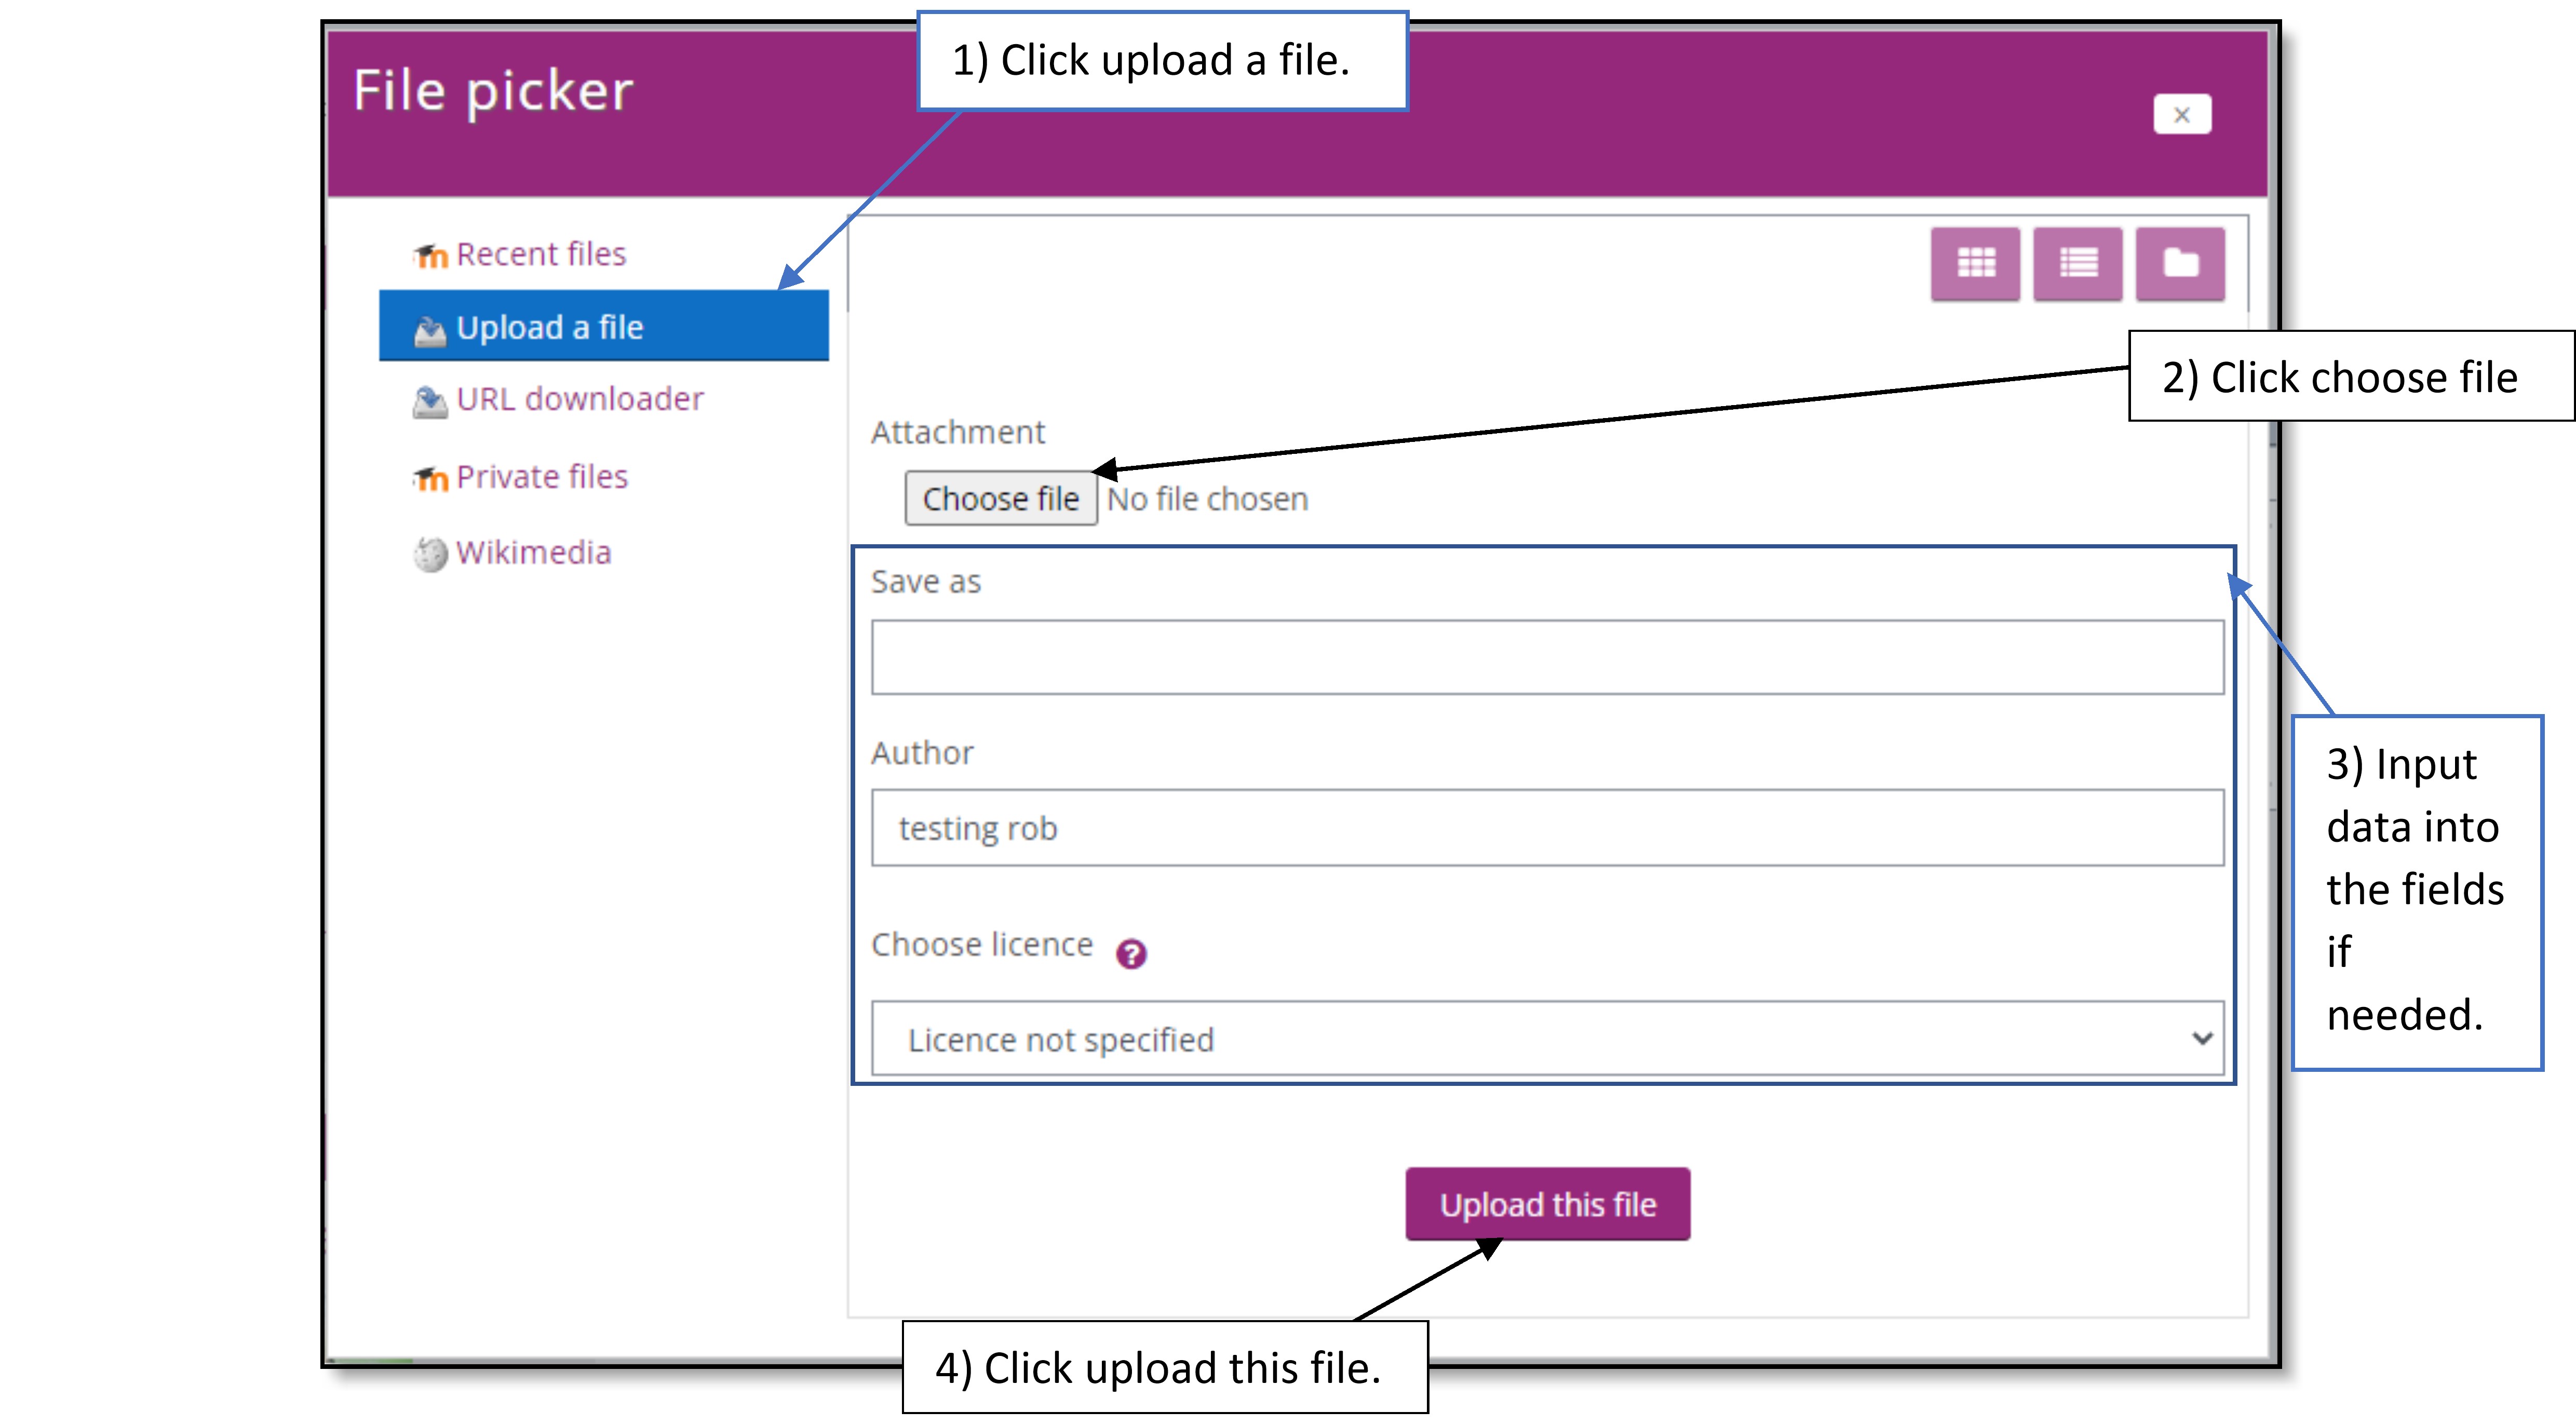 1) Click upload a file.
File picker
×
Recent files
Upload a file
URL downloader
Private files
Wikimedia
2) Click choose file
Attachment
Choose file No file chosen
Save as
Author
testing rob
Choose licence ?
Licence not specified
3) Input
data into
the fields
if
needed.
Upload this file
4) Click upload this file.